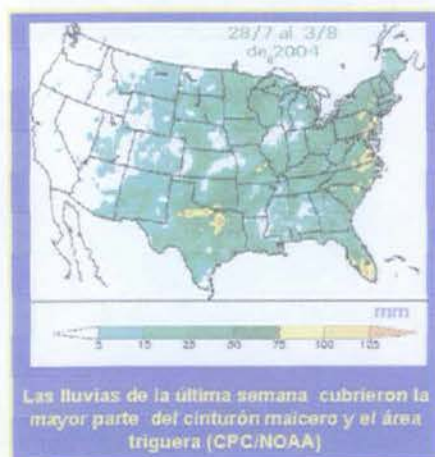 28/7 al 3/8
de 2004
mm
5 15 25 50 75 100 125
Las lluvias de la última semana cubrieron la
mayor parte del cinturón maicero y el área
triguera (CPC/NOAA)